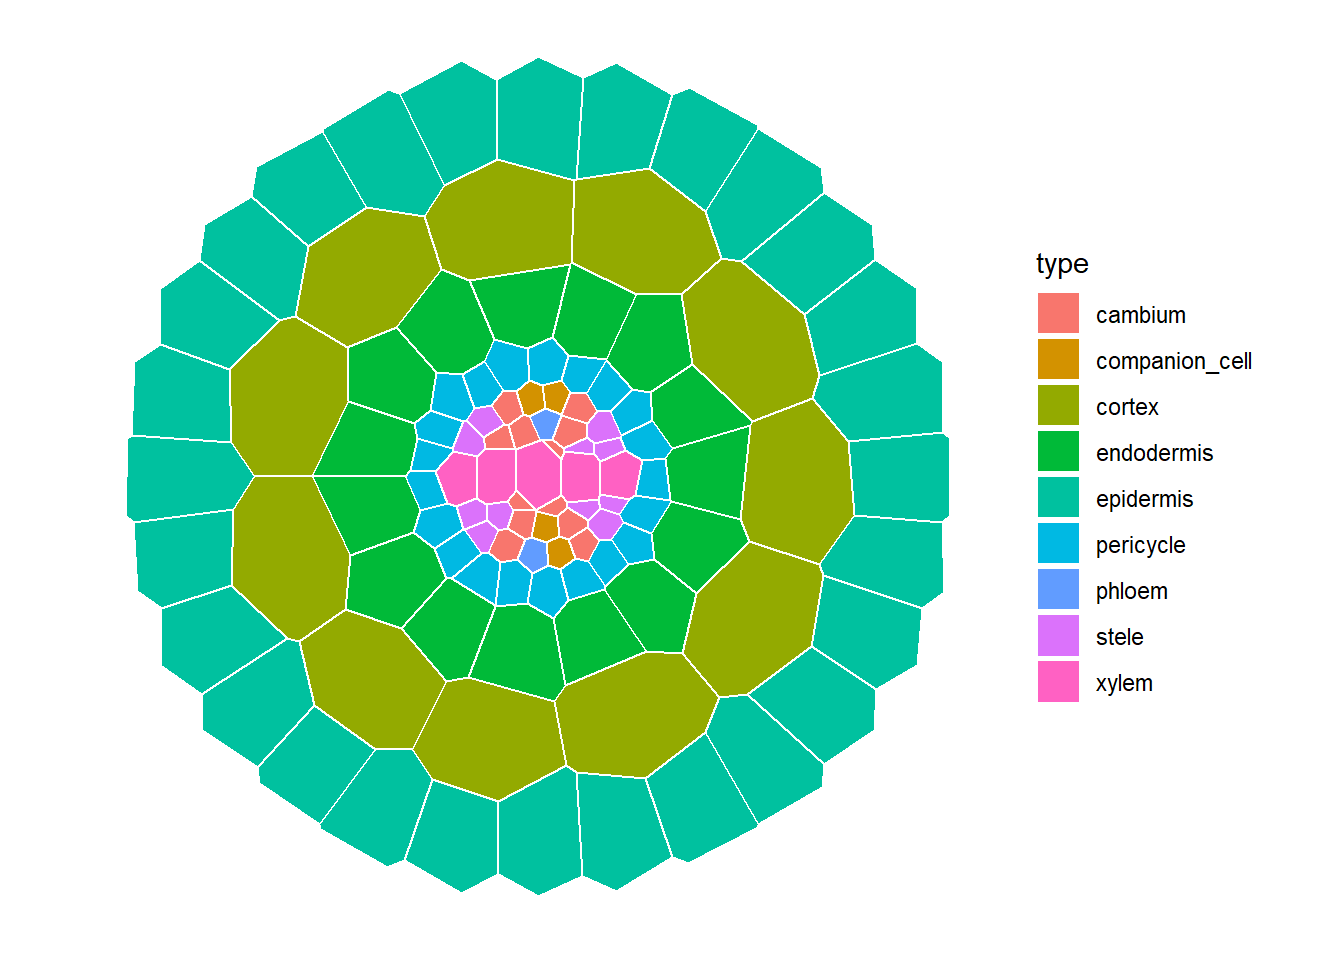 type
cambium
companion_cell
cortex
endodermis
epidermis
pericycle
phloem
stele
xylem